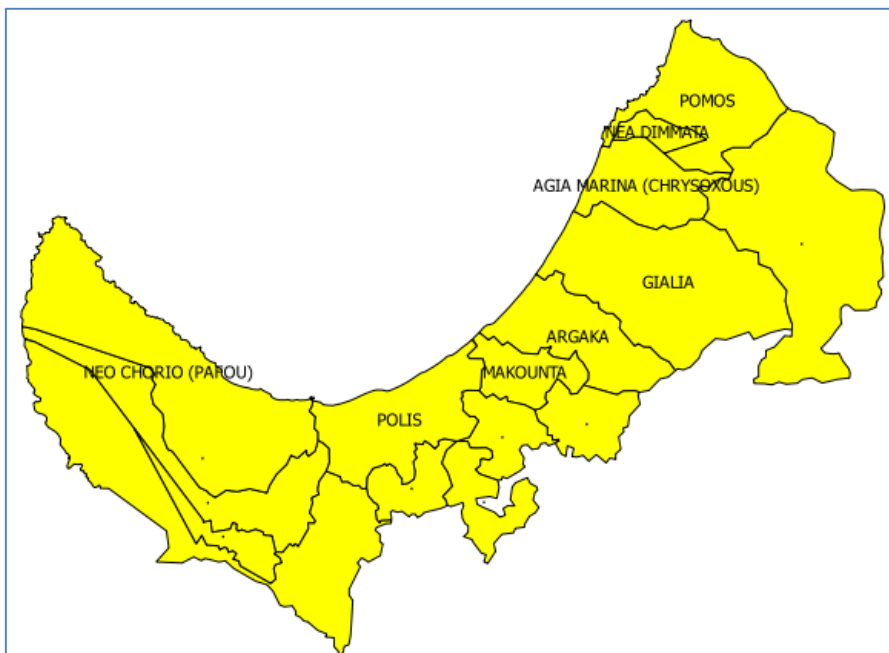 POMOS
NEA DIMMATA
AGIA MARINA (CHRYSOXOUS)
GIALIA
ARGAKA
NEO CHORIO (PAFOU)
MAKOUNTA
POLIS